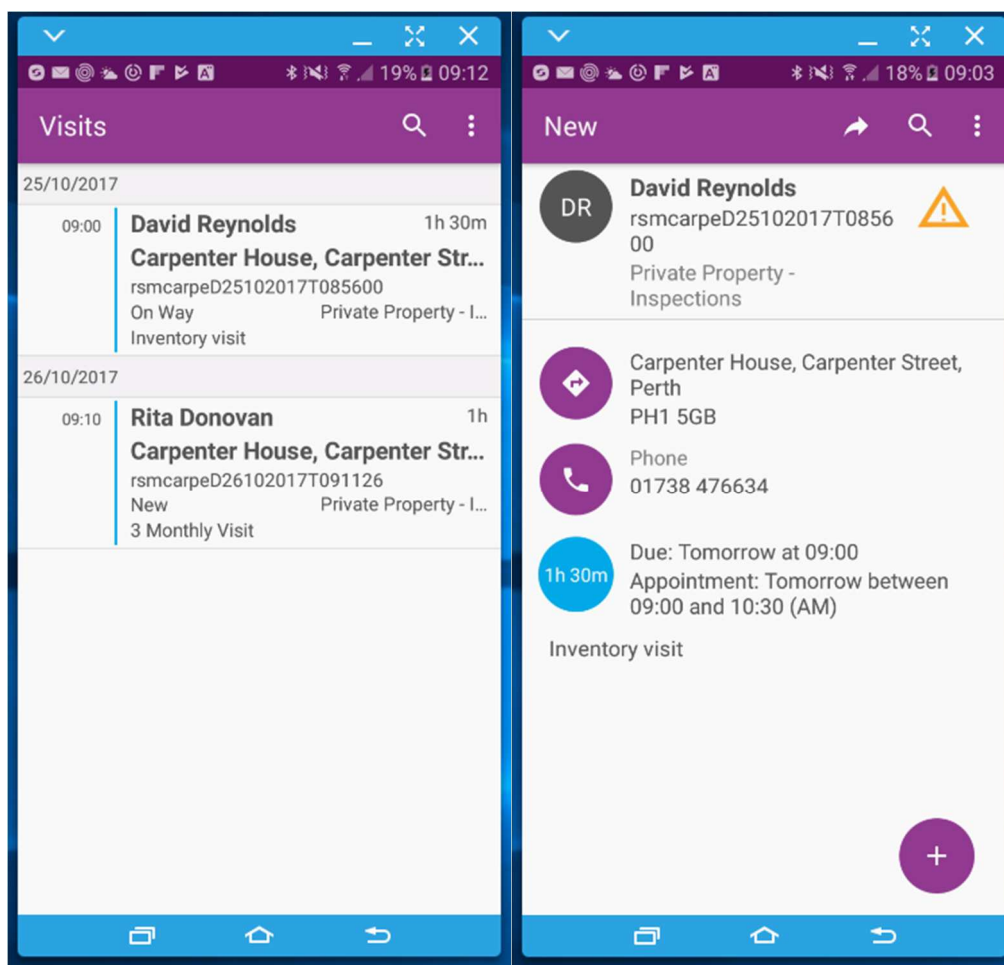 19% 09:12
Visits
25/10/2017
09:00 David Reynolds 1h 30m
Carpenter House, Carpenter Str...
rsmcarpeD25102017T085600
On Way Private Property - I...
Inventory visit
26/10/2017
09:10 Rita Donovan 1h
Carpenter House, Carpenter Str...
rsmcarpeD26102017T091126
New Private Property - I...
3 Monthly Visit
18% 09:03
New
DR David Reynolds
rsmcarpeD25102017T0856
00
Private Property -
Inspections
Carpenter House, Carpenter Street,
Perth
PH1 5GB
Phone
01738 476634
1h 30m Due: Tomorrow at 09:00
Appointment: Tomorrow between
09:00 and 10:30 (AM)
Inventory visit